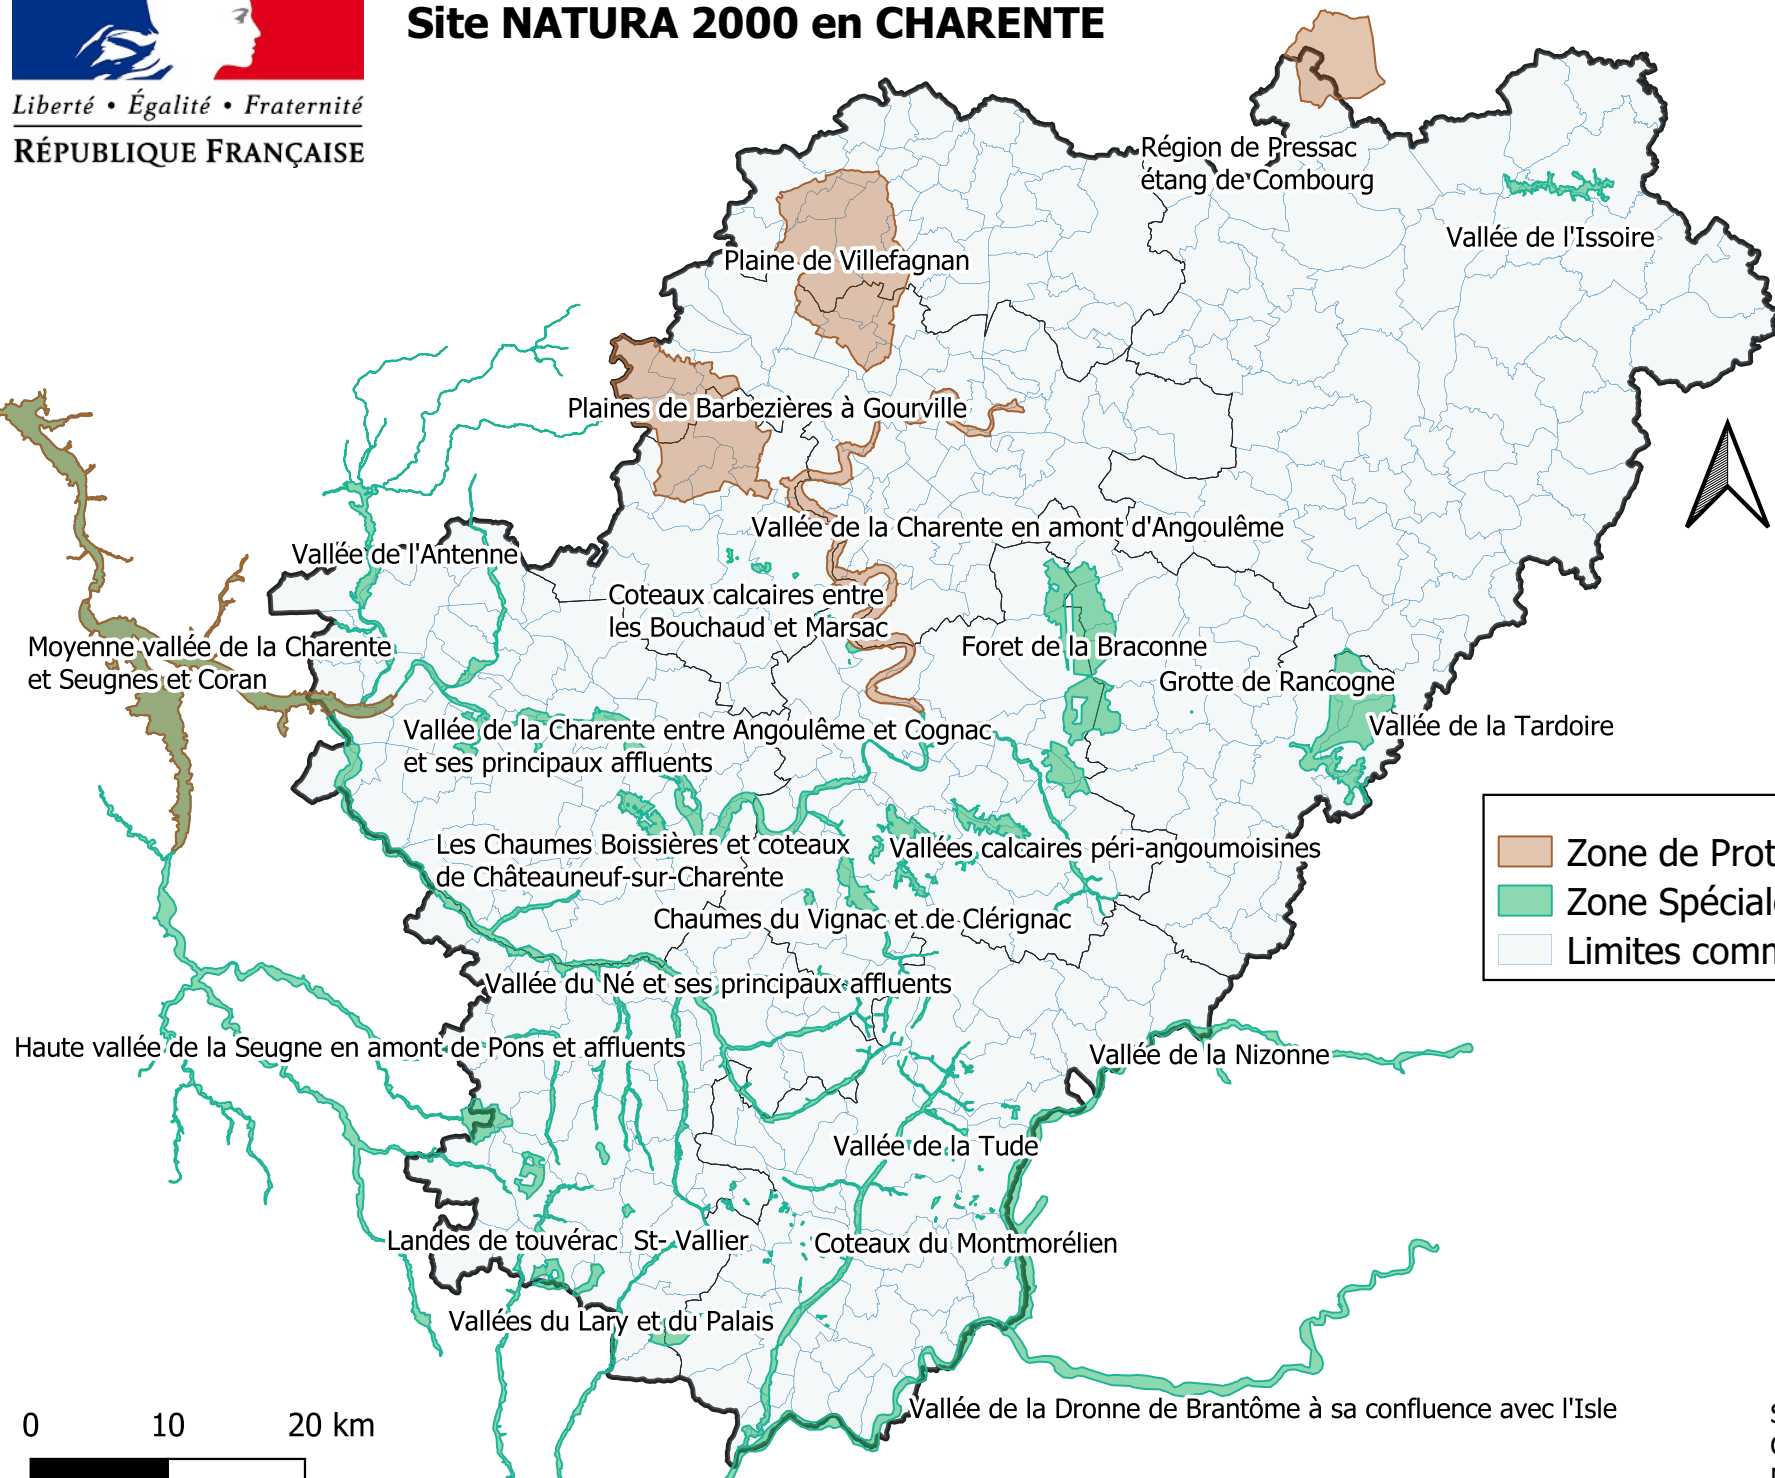 Site NATURA 2000 en CHARENTE
Liberté • Égalité • Fraternité
RÉPUBLIQUE FRANÇAISE
Région de Pressac
étang de Combourg
Vallée de l'Issoire
Plaine de Villefagnan
Plaines de Barbezières à Gourville
Vallée de la Charente en amont d'Angoulême
Vallée de l'Antenne
Coteaux calcaires entre
les Bouchaud et Marsac
Foret de la Braconne
Moyenne vallée de la Charente
et Seugnes et Coran
Grotte de Rancogne
Vallée de la Tardoire
Vallée de la Charente entre Angoulême et Cognac
et ses principaux affluents
Les Chaumes Boissières et coteaux
de Châteauneuf-sur-Charente
Vallées calcaires péri-angoumoisines
Zone de Prot
Zone Spéciale
Limites comm
Chaumes du Vignac et de Clérignac
Vallée du Né et ses principaux affluents
Haute vallée de la Seugne en amont de Pons et affluents
Vallée de la Nizonne
Vallée de la Tude
Landes de touvérac St- Vallier
Coteaux du Montmorélien
Vallées du Lary et du Palais
Vallée de la Dronne de Brantôme à sa confluence avec l'Isle
0 10 20 km